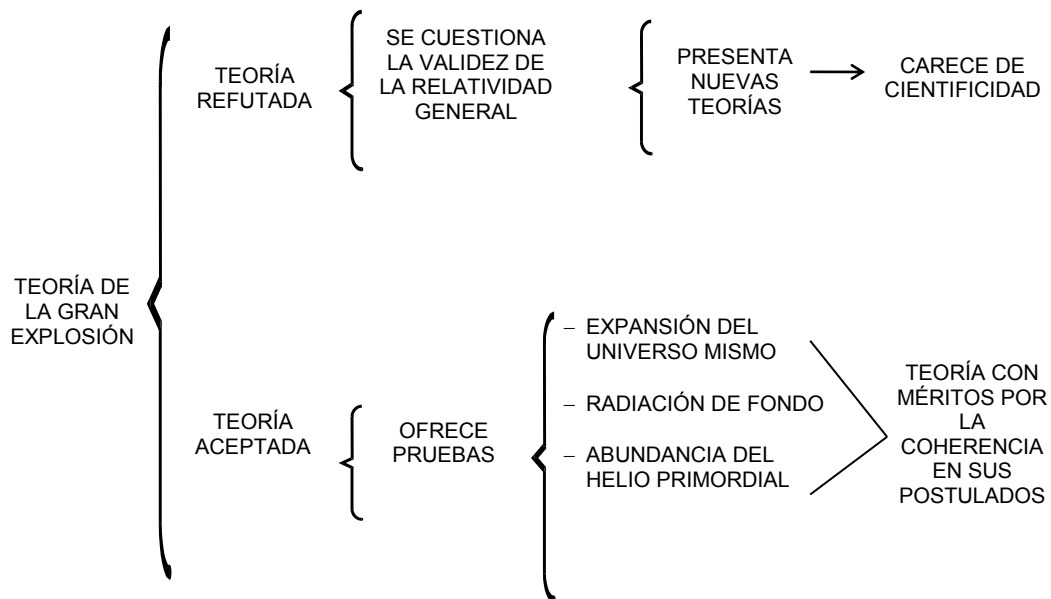 TEORÍA DE
LA GRAN
EXPLOSIÓN
TEORÍA
REFUTADA
SE CUESTIONA
LA VALIDEZ DE
LA RELATIVIDAD
GENERAL
PRESENTA
NUEVAS
TEORÍAS
CARECE DE
CIENTIFICIDAD
TEORÍA
ACEPTADA
OFRECE
PRUEBAS
– EXPANSIÓN DEL
UNIVERSO MISMO
– RADIACIÓN DE FONDO
– ABUNDANCIA DEL
HELIO PRIMORDIAL
TEORÍA CON
MÉRITOS POR
LA
COHERENCIA
EN SUS
POSTULADOS